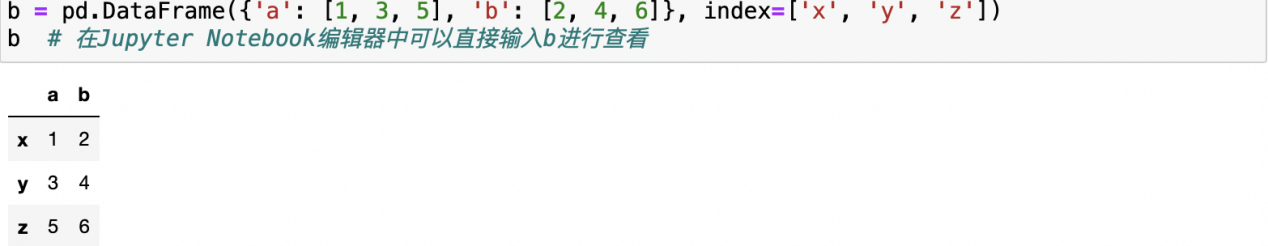 b = pd.DataFrame({'a': [1, 3, 5], 'b': [2, 4, 6]}, index=['x', 'y', 'z'])
b  # 在Jupyter Notebook编辑器中可以直接输入b进行查看
a b
x 1 2
y 3 4
z 5 6